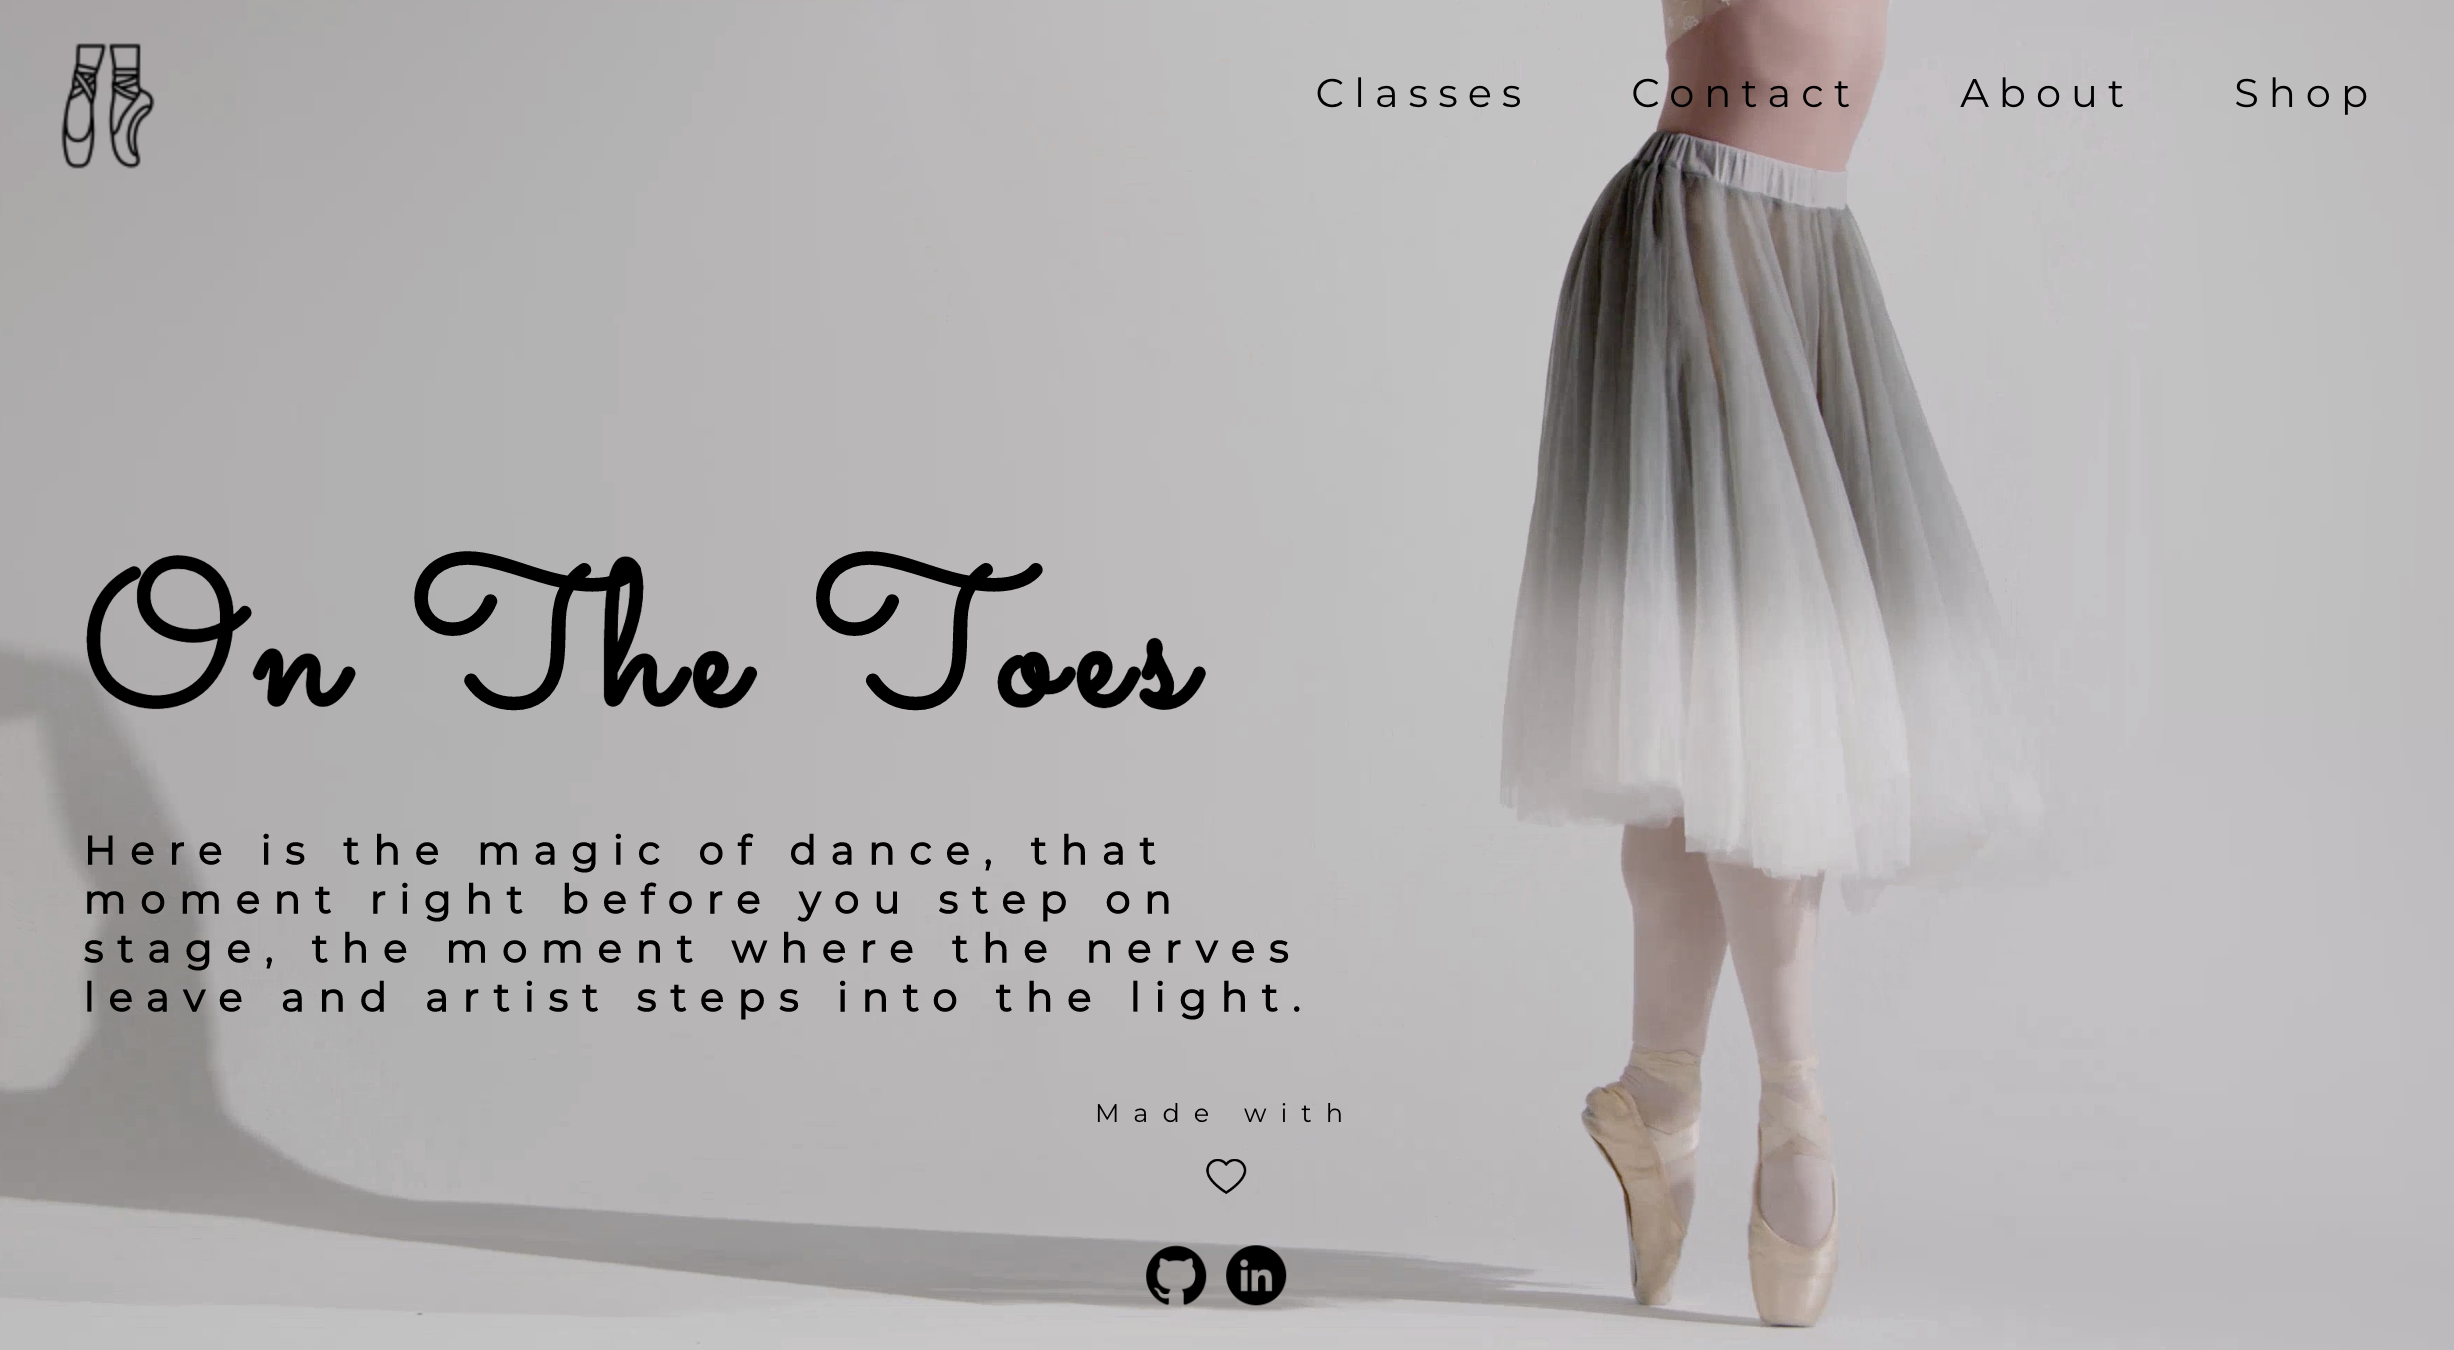 Classes Contact About Shop
On The Toes
Here is the magic of dance, that
moment right before you step on
stage, the moment where the nerves
leave and artist steps into the light.
Made with
in